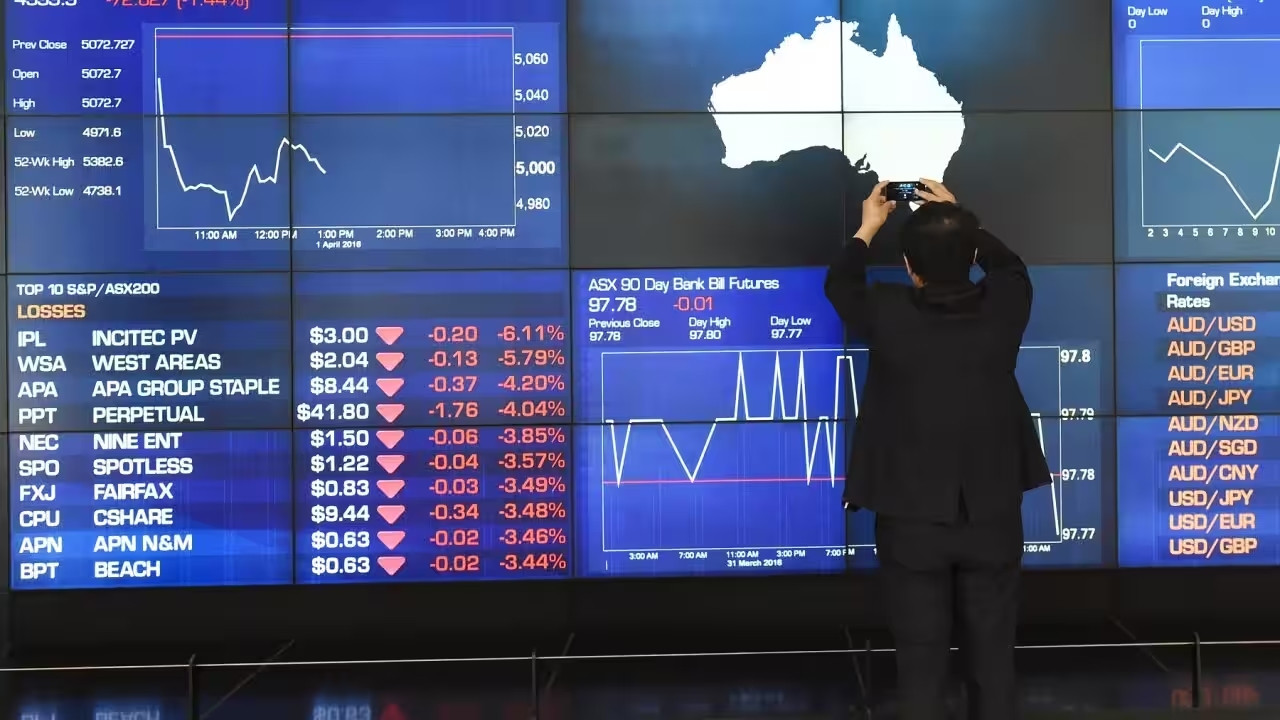 -72.827 [-1.44%]
Prev Close 5072.727
Open 5072.7
High 5072.7
Low 4971.6
52-Wk High 5382.6
52-Wk Low 4738.1
5,060
5,040
5,020
5,000
4,980
11:00 AM 12:00 PM 1:00 PM 2:00 PM 3:00 PM 4:00 PM
1 April 2016
TOP 10 S&P/ASX200
LOSSES
IPL INCITEC PV $3.00 -0.20 -6.11%
WSA WEST AREAS $2.04 -0.13 -5.79%
APA APA GROUP STAPLE $8.44 -0.37 -4.20%
PPT PERPETUAL $41.80 -1.76 -4.04%
NEC NINE ENT $1.50 -0.06 -3.85%
SPO SPOTLESS $1.22 -0.04 -3.57%
FXJ FAIRFAX $0.83 -0.03 -3.49%
CPU CSHARE $9.44 -0.34 -3.48%
APN APN N&M $0.63 -0.02 -3.46%
BPT BEACH $0.63 -0.02 -3.44%
ASX 90 Day Bank Bill Futures
97.78 -0.01
Previous Close Day High Day Low
97.78 97.80 97.77
97.8
97.79
97.78
97.77
3:00 AM 7:00 AM 11:00 AM 3:00 PM 7:00 PM 1:00 AM
31 March 2016
Day Low Day High
0 0
2 3 4 5 6 7 8 9 10
Foreign Exchan
Rates
AUD/USD
AUD/GBP
AUD/EUR
AUD/JPY
AUD/NZD
AUD/SGD
AUD/CNY
USD/JPY
USD/EUR
USD/GBP